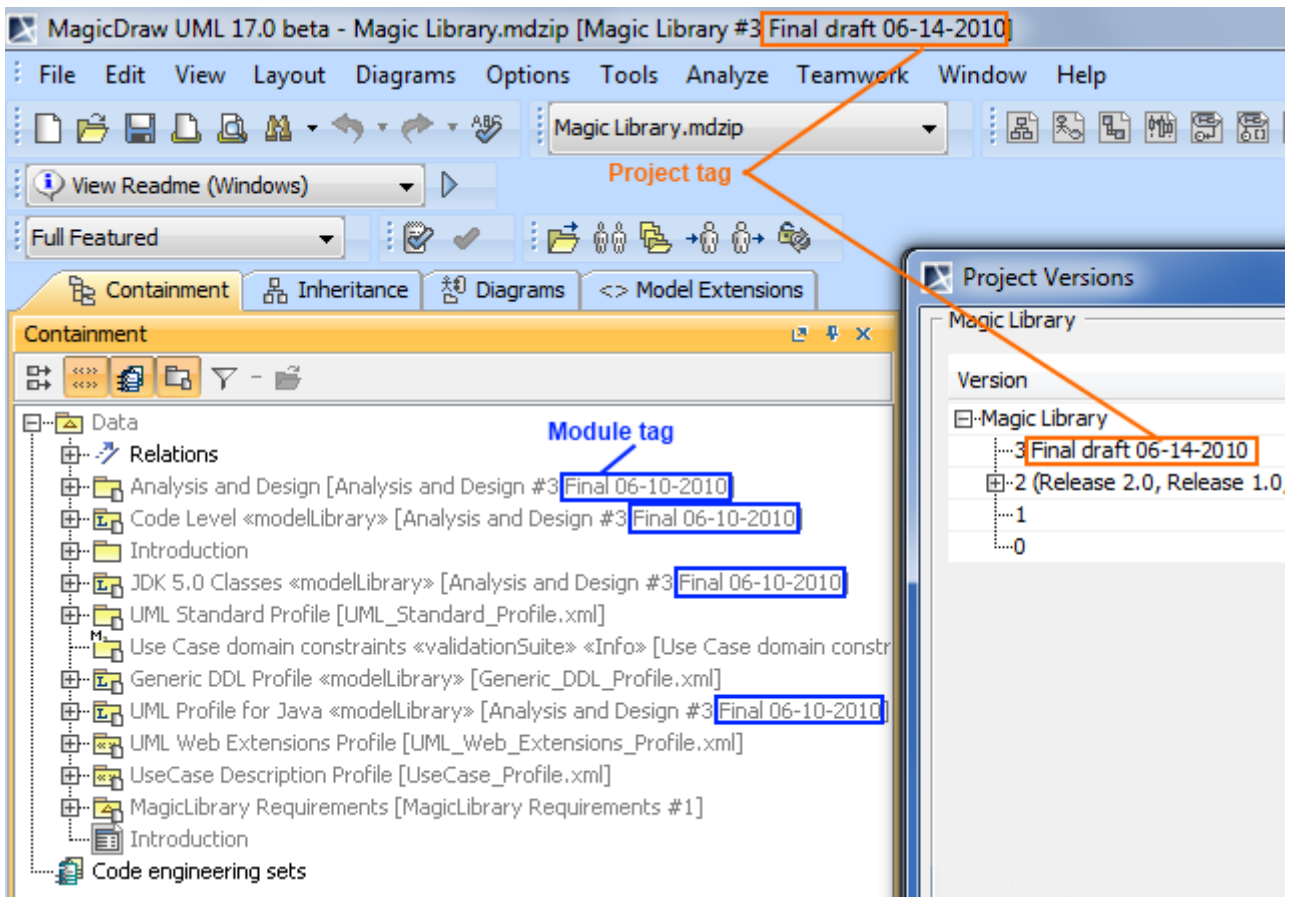 MagicDraw UML 17.0 beta - Magic Library.mdzip [Magic Library #3 Final draft 06-14-2010]
File Edit View Layout Diagrams Options Tools Analyze Teamwork Window Help
Magic Library.mdzip
View Readme (Windows)
Project tag
Full Featured
Containment Inheritance Diagrams <> Model Extensions
Project Versions
Containment
Magic Library
Version
Data
Module tag
Magic Library
Relations
3 Final draft 06-14-2010
Analysis and Design [Analysis and Design #3 Final 06-10-2010]
2 (Release 2.0, Release 1.0,
Code Level «modelLibrary» [Analysis and Design #3 Final 06-10-2010]
1
Introduction
0
JDK 5.0 Classes «modelLibrary» [Analysis and Design #3 Final 06-10-2010]
UML Standard Profile [UML_Standard_Profile.xml]
Use Case domain constraints «validationSuite» «Info» [Use Case domain constr
Generic DDL Profile «modelLibrary» [Generic_DDL_Profile.xml]
UML Profile for Java «modelLibrary» [Analysis and Design #3 Final 06-10-2010]
UML Web Extensions Profile [UML_Web_Extensions_Profile.xml]
UseCase Description Profile [UseCase_Profile.xml]
MagicLibrary Requirements [MagicLibrary Requirements #1]
Introduction
Code engineering sets